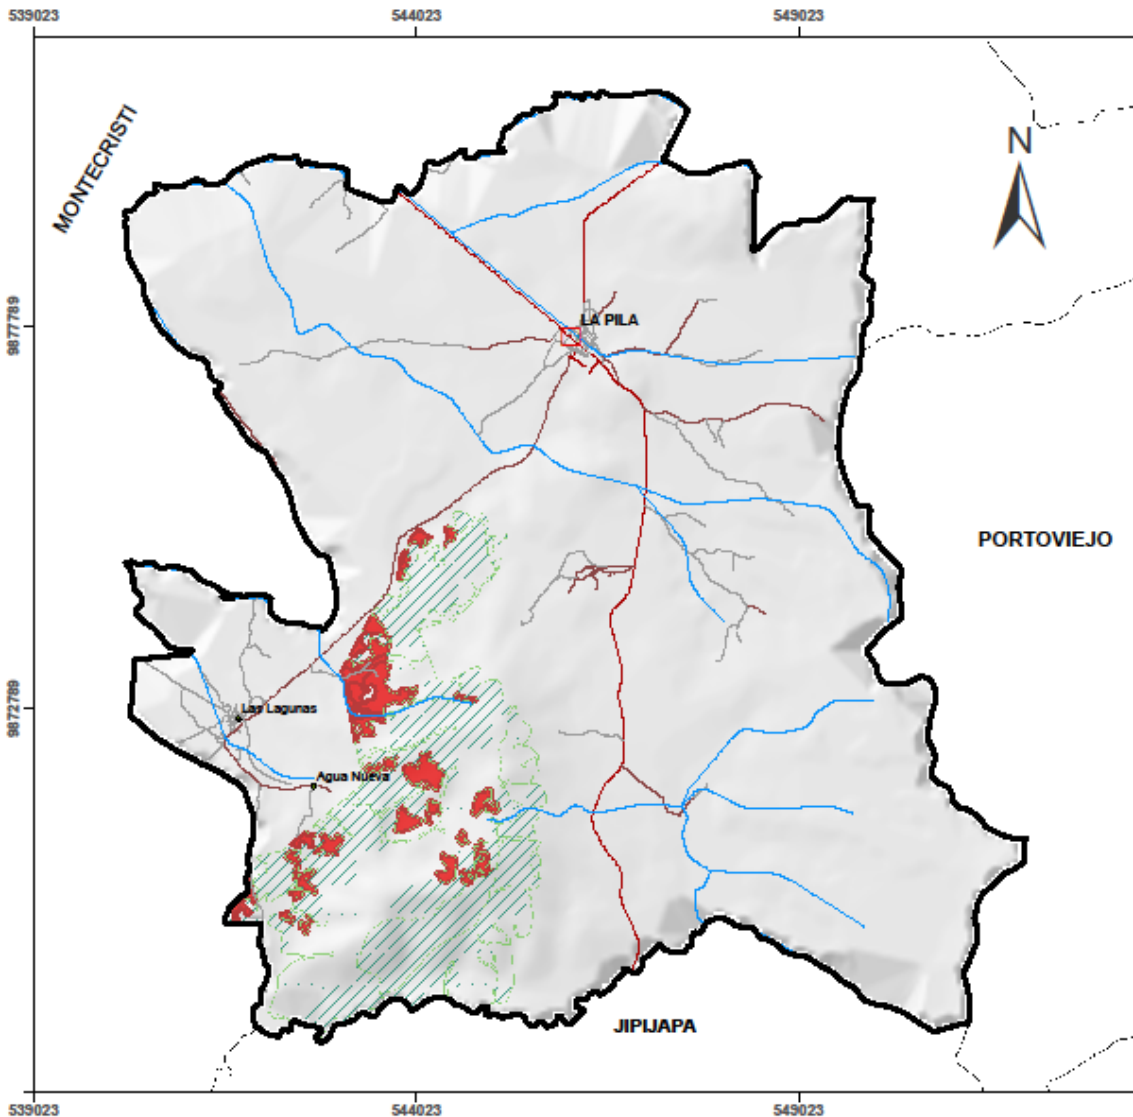 539023 544023 549023
MONTECRISTI
N
9877789
LA PILA
PORTOVIEJO
9872789
Las Lagunas
Agua Nueva
JIPIJAPA
539023 544023 549023